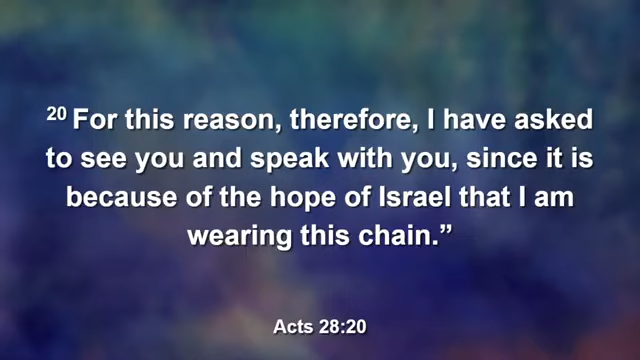 20 For this reason, therefore, I have asked
to see you and speak with you, since it is
because of the hope of Israel that I am
wearing this chain.”
Acts 28:20